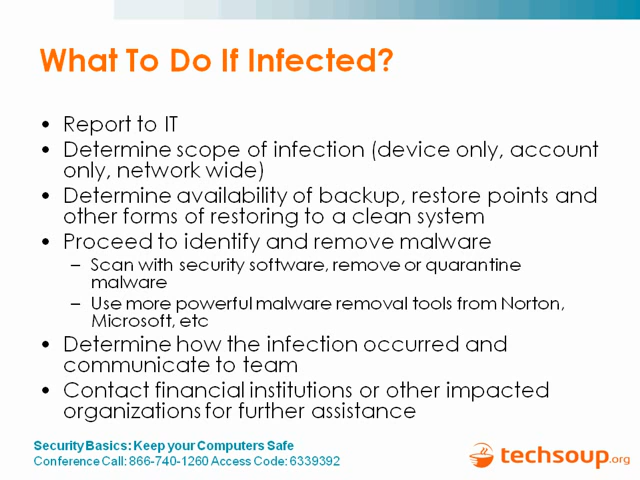 What To Do If Infected?
• Report to IT
• Determine scope of infection (device only, account
only, network wide)
• Determine availability of backup, restore points and
other forms of restoring to a clean system
• Proceed to identify and remove malware
– Scan with security software, remove or quarantine
malware
– Use more powerful malware removal tools from Norton,
Microsoft, etc
• Determine how the infection occurred and
communicate to team
• Contact financial institutions or other impacted
organizations for further assistance
Security Basics: Keep your Computers Safe
Conference Call: 866-740-1260 Access Code: 6339392
techsoup.org